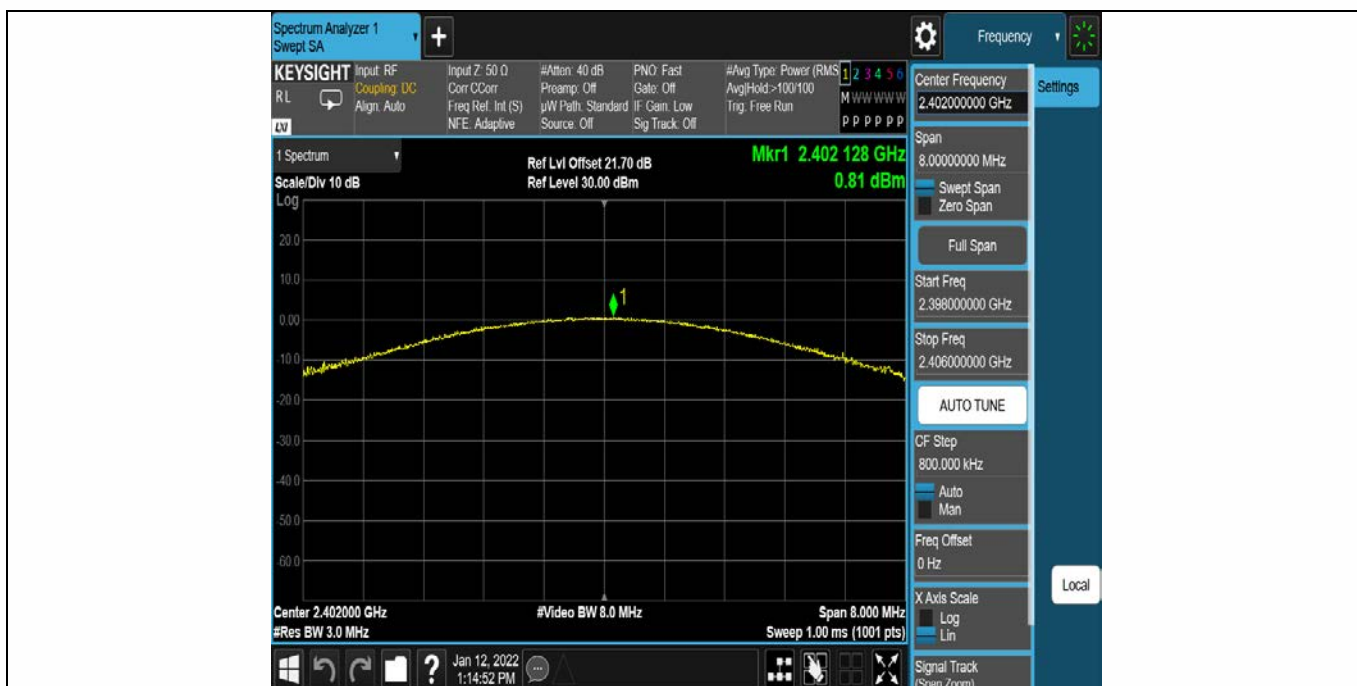 Spectrum Analyzer 1
Swept SA
+
Frequency
KEYSIGHT
RL
LXI
Input: RF
Coupling: DC
Align: Auto
Input Z: 50 Ω
Corr CCorr
Freq Ref: Int (S)
NFE: Adaptive
#Atten: 40 dB
Preamp: Off
µW Path: Standard
Source: Off
PNO: Fast
Gate: Off
IF Gain: Low
Sig Track: Off
#Avg Type: Power (RMS
Avg|Hold:>100/100
Trig: Free Run
1 2 3 4 5 6
M W W W W W
P P P P P P
1 Spectrum
Scale/Div 10 dB
Ref Lvl Offset 21.70 dB
Ref Level 30.00 dBm
Mkr1 2.402 128 GHz
0.81 dBm
Log
20.0
10.0
0.00
-10.0
-20.0
-30.0
-40.0
-50.0
-60.0
1
Center 2.402000 GHz
#Res BW 3.0 MHz
#Video BW 8.0 MHz
Span 8.000 MHz
Sweep 1.00 ms (1001 pts)
Center Frequency
2.402000000 GHz
Span
8.00000000 MHz
Swept Span
Zero Span
Full Span
Start Freq
2.398000000 GHz
Stop Freq
2.406000000 GHz
AUTO TUNE
CF Step
800.000 kHz
Auto
Man
Freq Offset
0 Hz
X Axis Scale
Log
Lin
Signal Track
(Span Zoom)
Settings
Local
?
Jan 12, 2022
1:14:52 PM